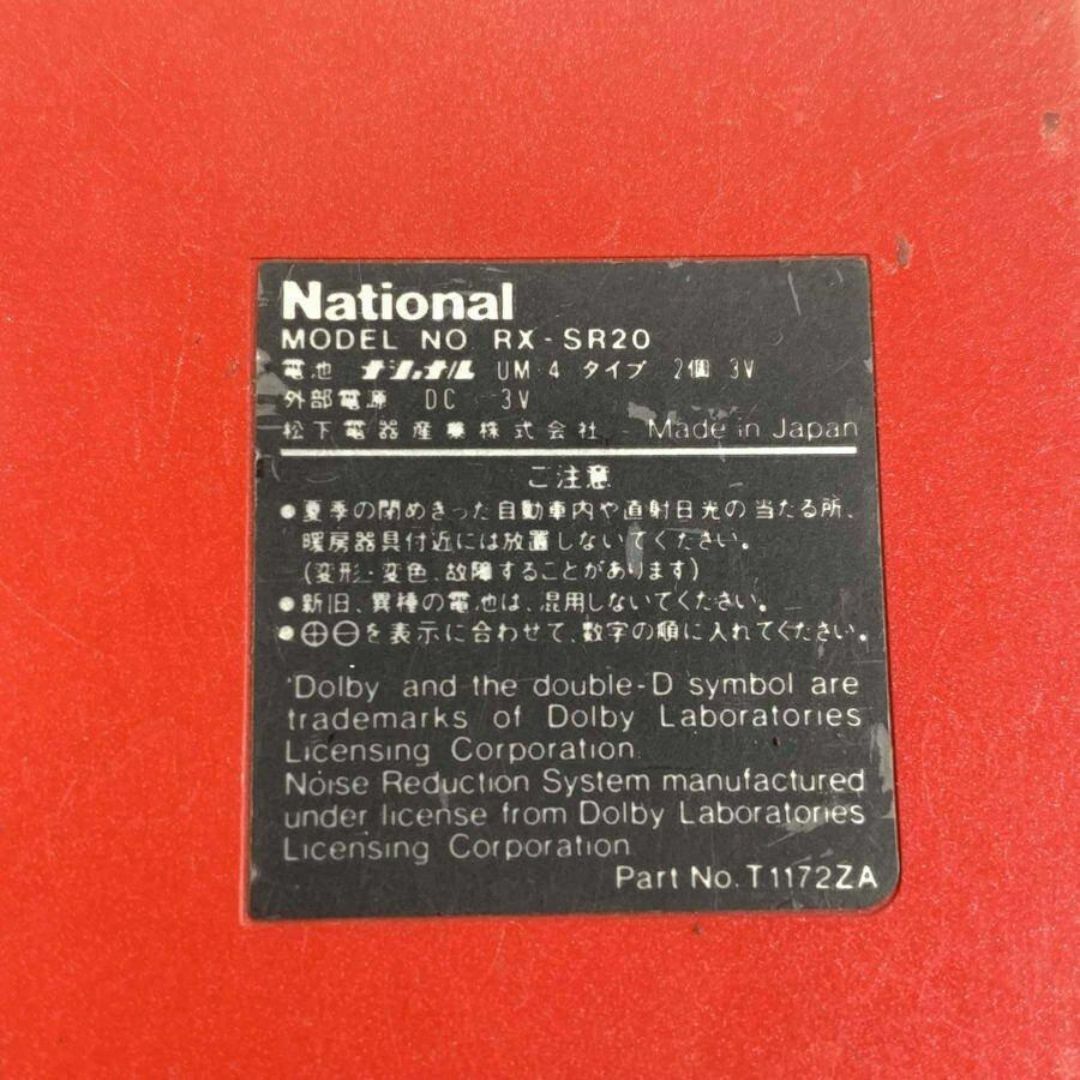 National
MODEL NO RX-SR20
電池 ナショナル UM-4 タイプ 2個 3V
外部電源 DC 3V
松下電器産業株式会社 Made in Japan
ご注意
●夏季の閉めきった自動車内や直射日光の当たる所、
暖房器具付近には放置しないでください。
(変形・変色、故障することがあります)
●新旧、異種の電池は、混用しないでください。
●⊕⊖を表示に合わせて、数字の順に入れてください。
"Dolby and the double-D symbol are
trademarks of Dolby Laboratories
Licensing Corporation
Noise Reduction System manufactured
under license from Dolby Laboratories
Licensing Corporation
Part No. T1172ZA